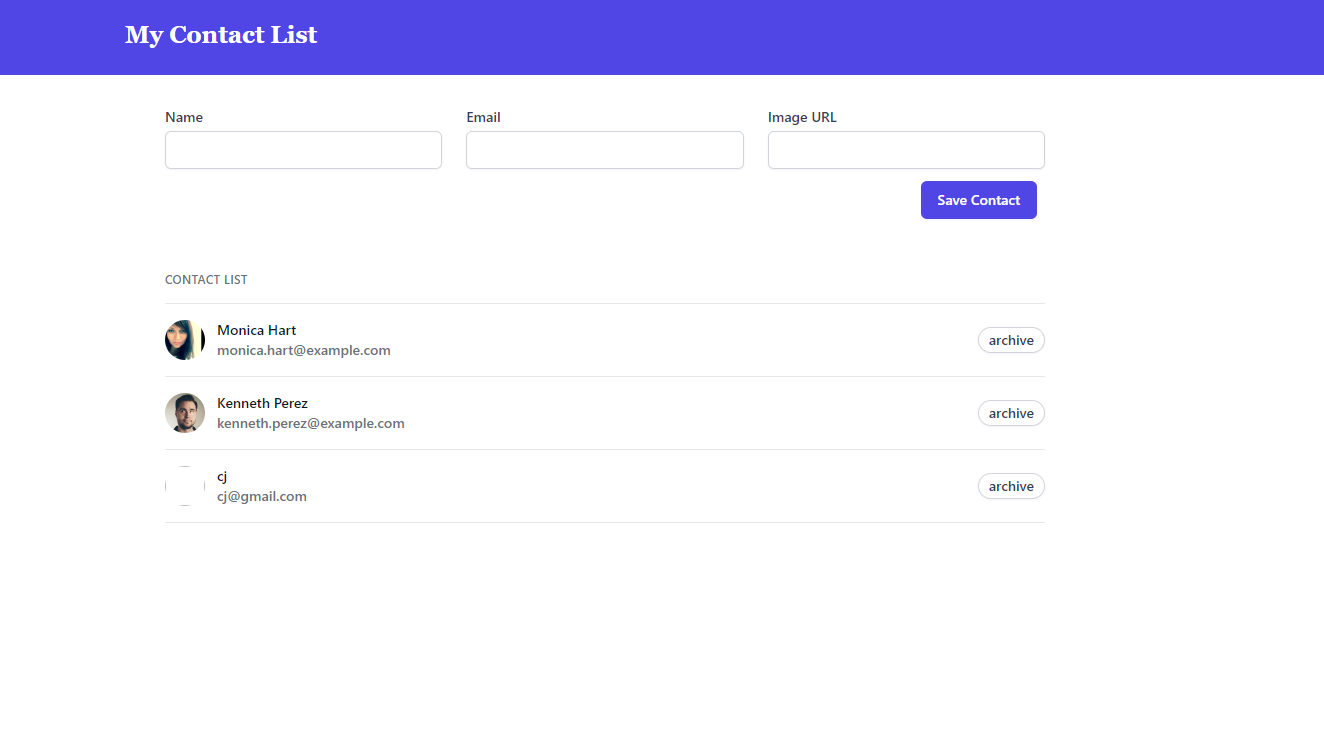 My Contact List
Name Email Image URL
Save Contact
CONTACT LIST
Monica Hart
monica.hart@example.com
archive
Kenneth Perez
kenneth.perez@example.com
archive
cj
cj@gmail.com
archive